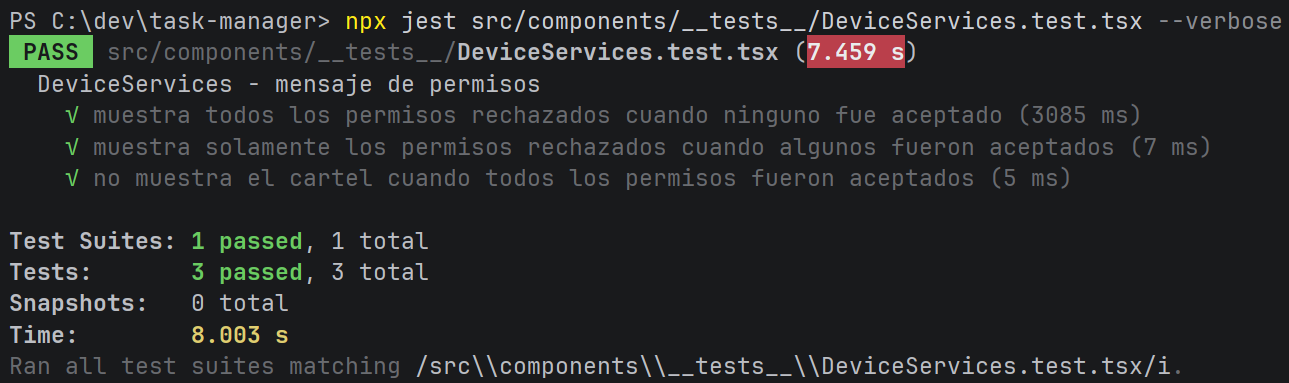 PS C:\dev\task-manager> npx jest src/components/__tests__/DeviceServices.test.tsx --verbose
PASS src/components/__tests__/DeviceServices.test.tsx (7.459 s)
DeviceServices - mensaje de permisos
√ muestra todos los permisos rechazados cuando ninguno fue aceptado (3085 ms)
√ muestra solamente los permisos rechazados cuando algunos fueron aceptados (7 ms)
√ no muestra el cartel cuando todos los permisos fueron aceptados (5 ms)
Test Suites: 1 passed, 1 total
Tests: 3 passed, 3 total
Snapshots: 0 total
Time: 8.003 s
Ran all test suites matching /src\\components\\__tests__\\DeviceServices.test.tsx/i.